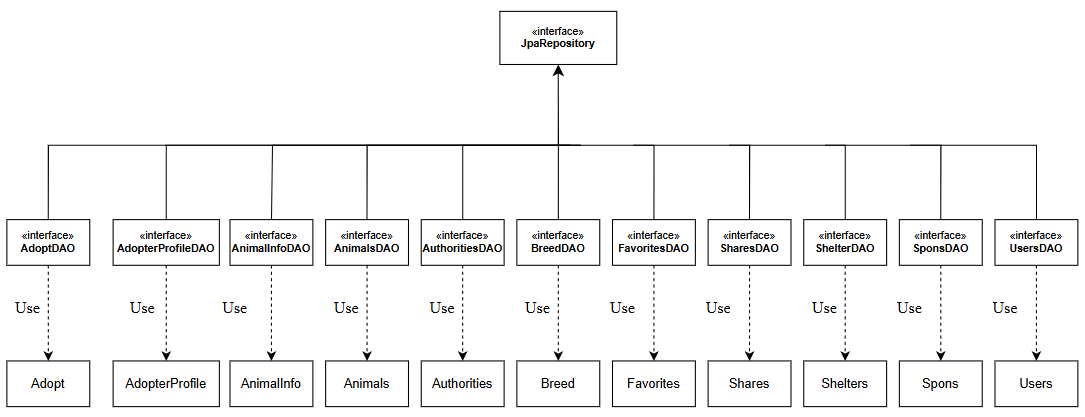 «interface»
JpaRepository
«interface»
AdoptDAO
«interface»
AdopterProfileDAO
«interface»
AnimalInfoDAO
«interface»
AnimalsDAO
«interface»
AuthoritiesDAO
«interface»
BreedDAO
«interface»
FavoritesDAO
«interface»
SharesDAO
«interface»
ShelterDAO
«interface»
SponsDAO
«interface»
UsersDAO
Use
Use
Use
Use
Use
Use
Use
Use
Use
Use
Use
Adopt
AdopterProfile
AnimalInfo
Animals
Authorities
Breed
Favorites
Shares
Shelters
Spons
Users